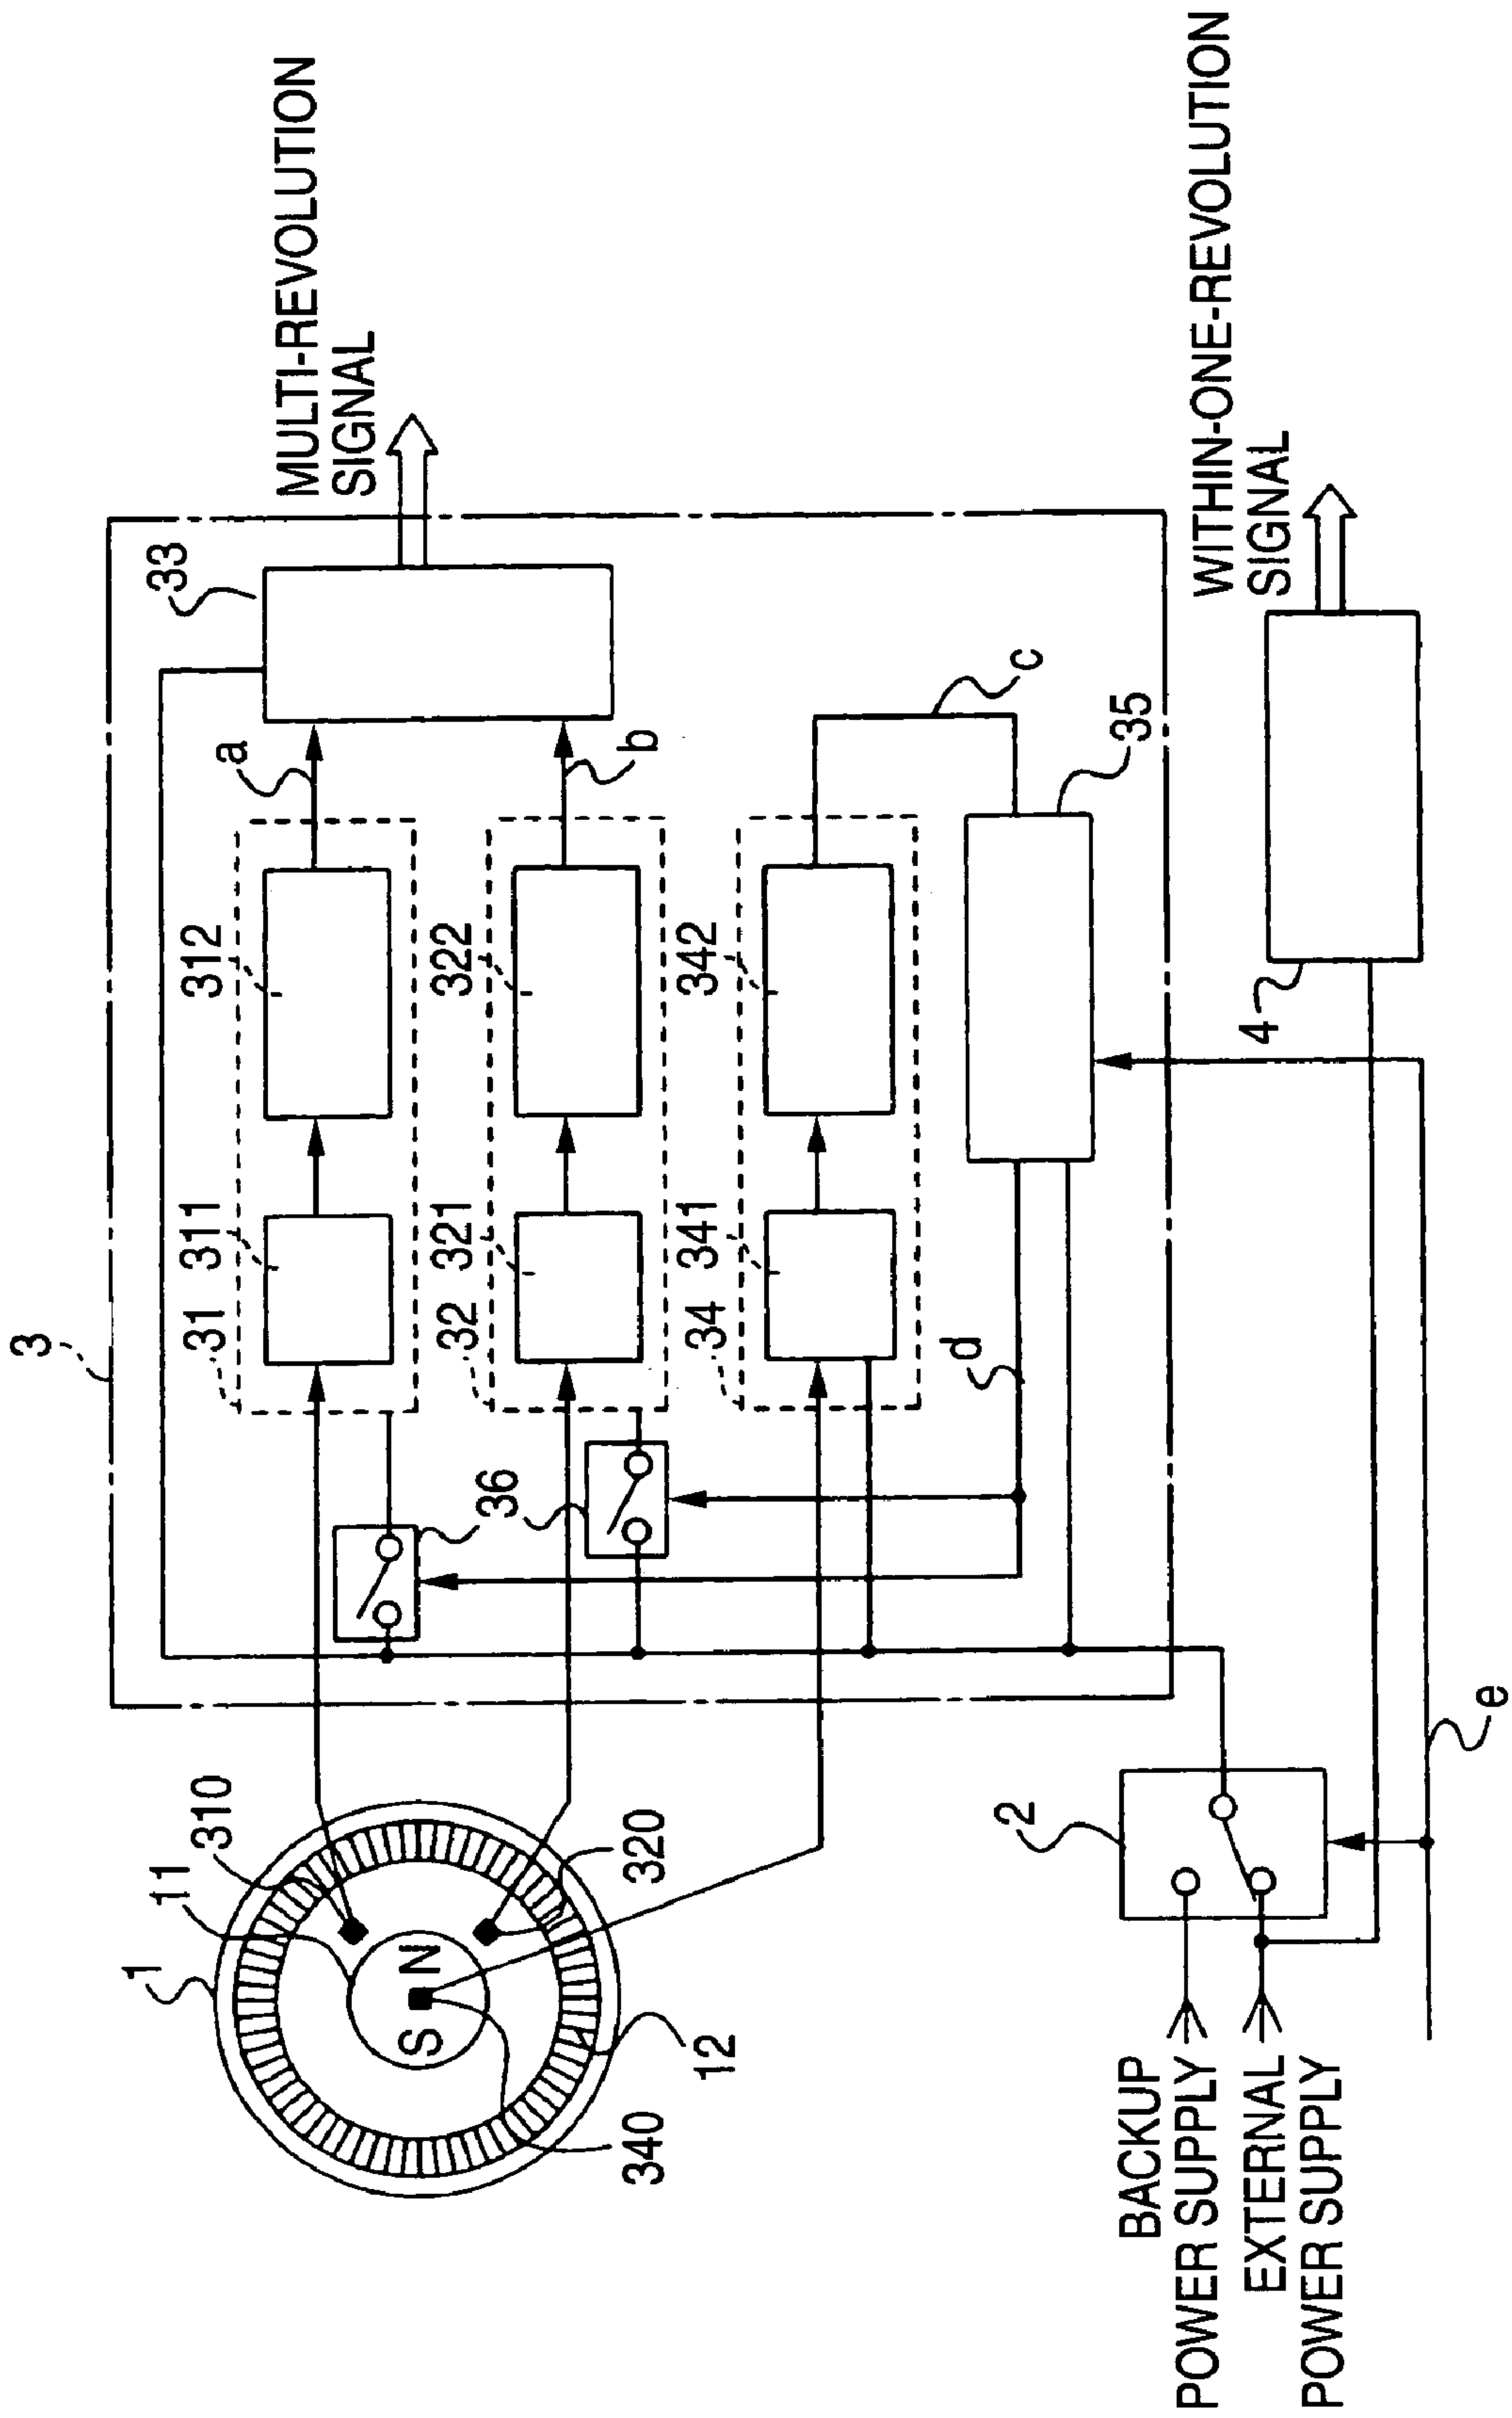 3
33
MULTI-REVOLUTION
SIGNAL
31
311
312
a
1
11
310
36
32
321
322
b
S N
320
12
340
34
341
342
c
d
35
2
4
WITHIN-ONE-REVOLUTION
SIGNAL
BACKUP
POWER SUPPLY
EXTERNAL
POWER SUPPLY
e